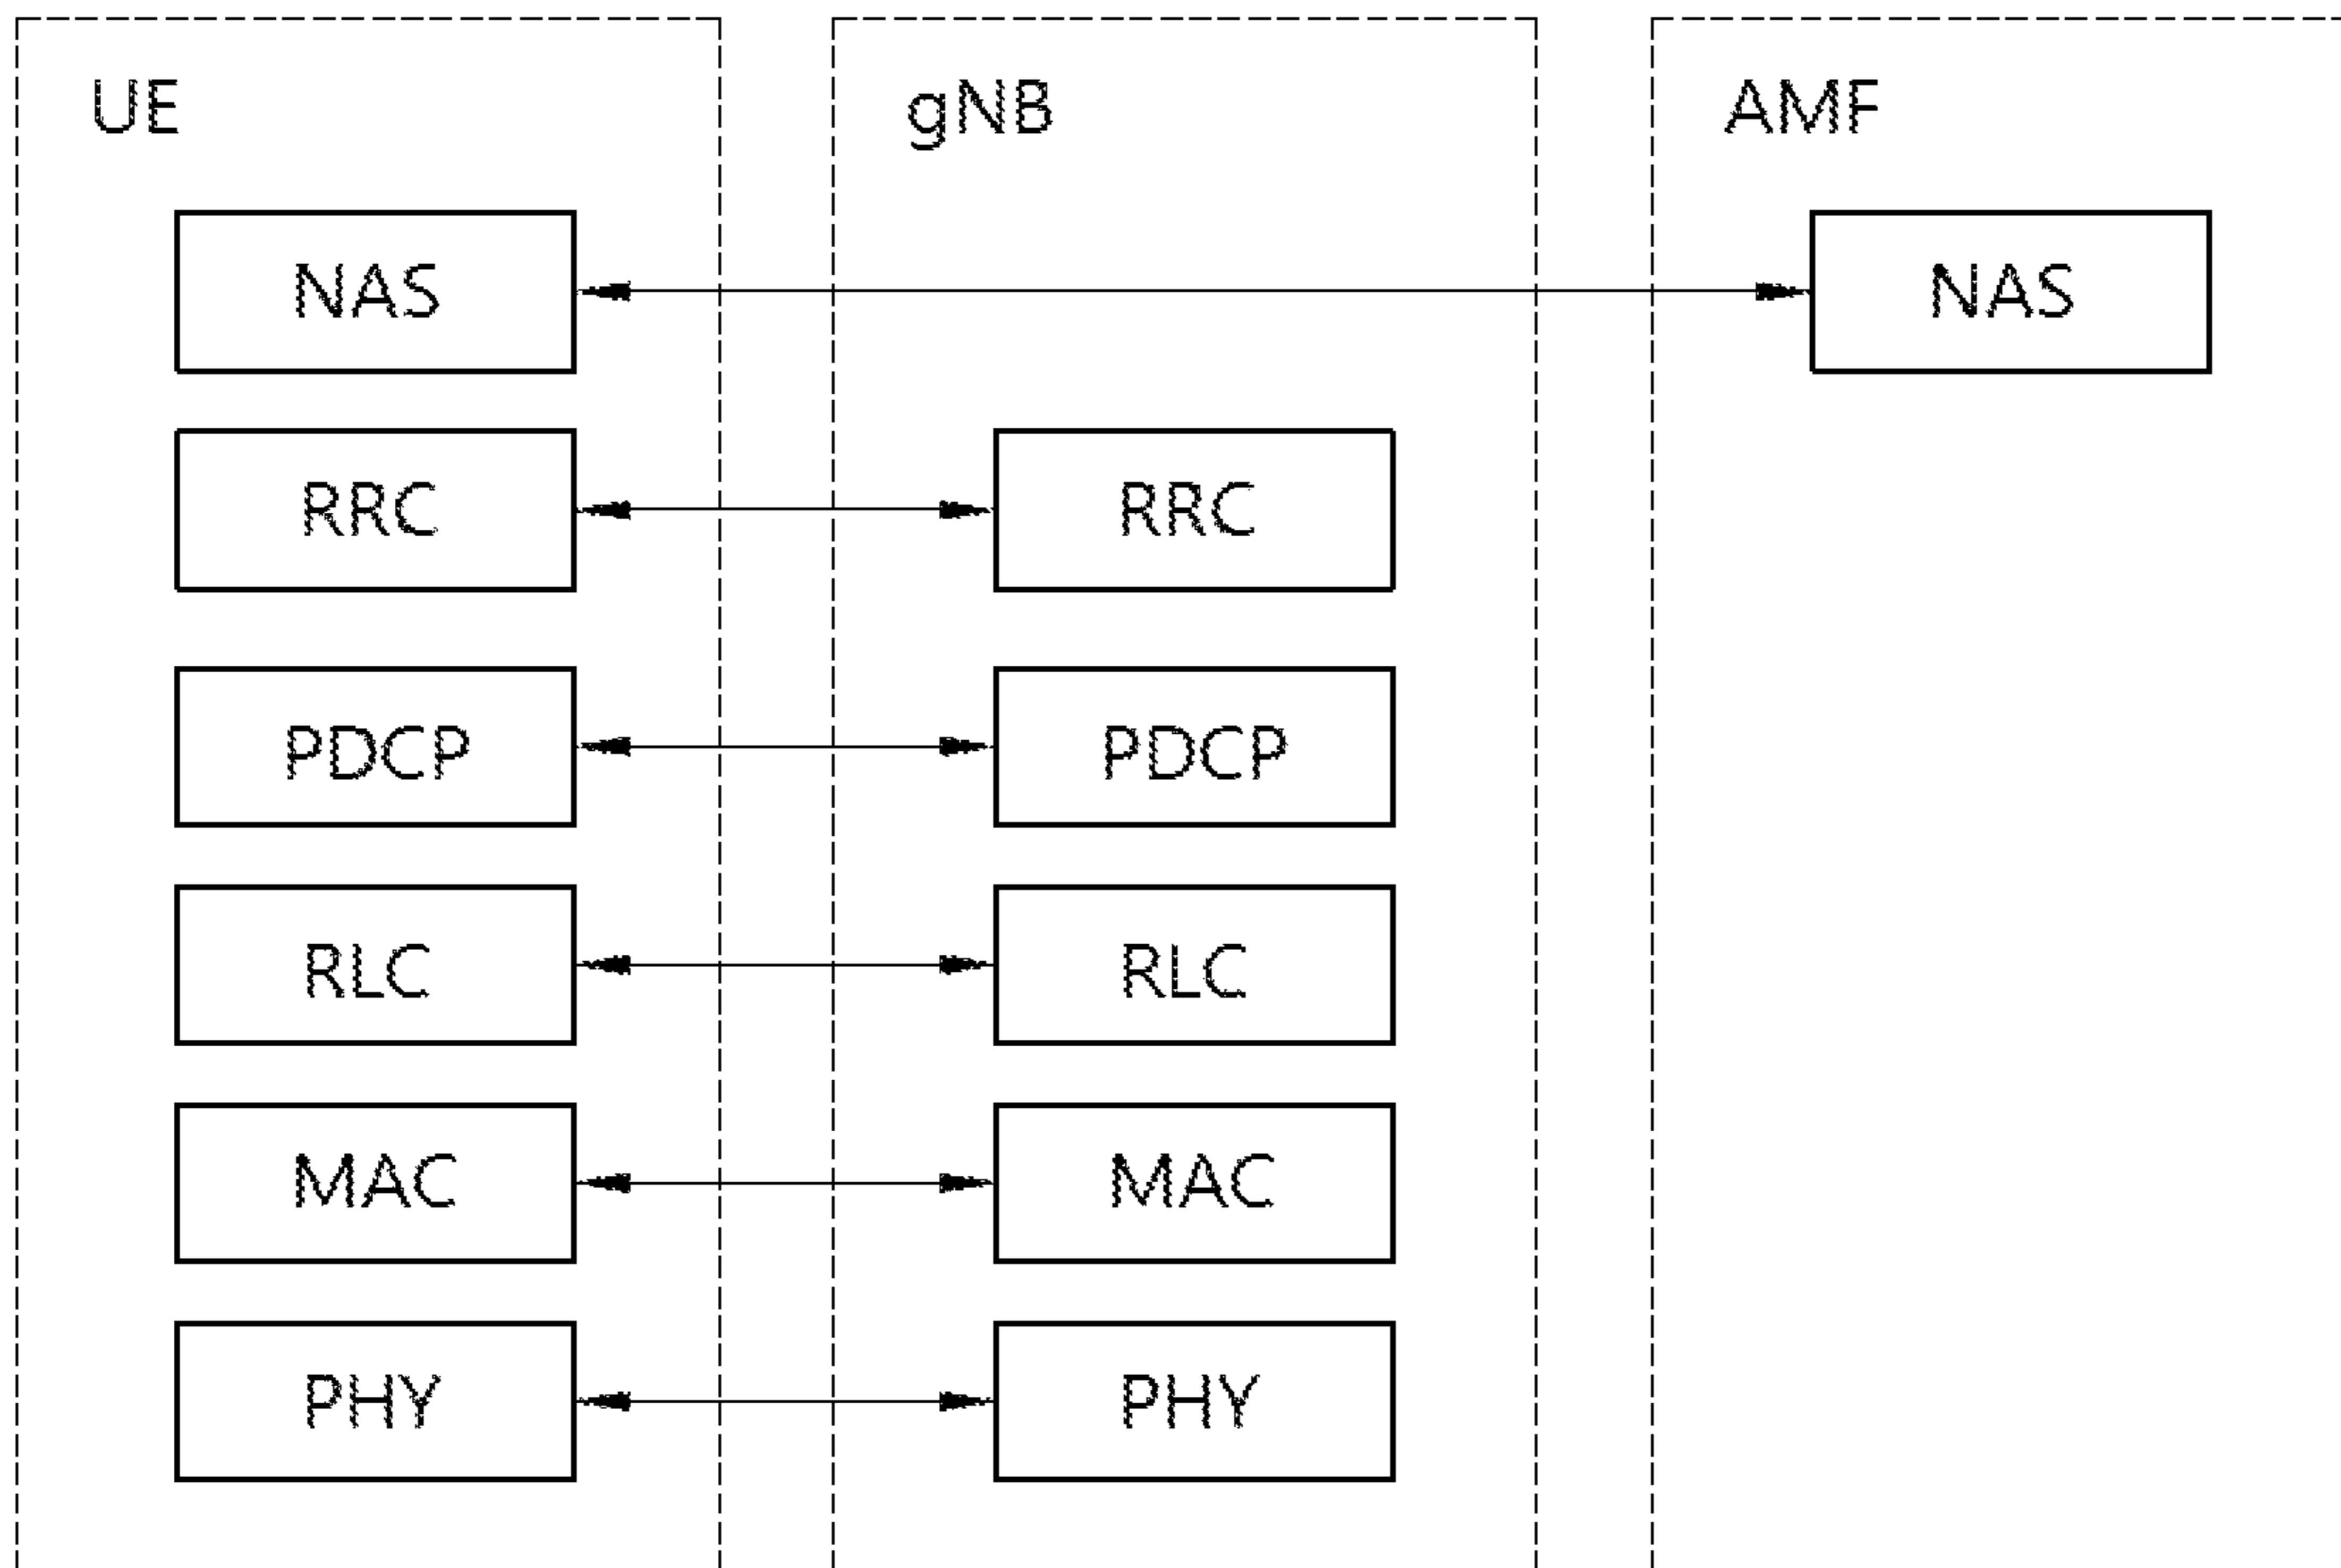 UE
gNB
AMF
NAS
NAS
RRC
RRC
PDCP
PDCP
RLC
RLC
MAC
MAC
PHY
PHY